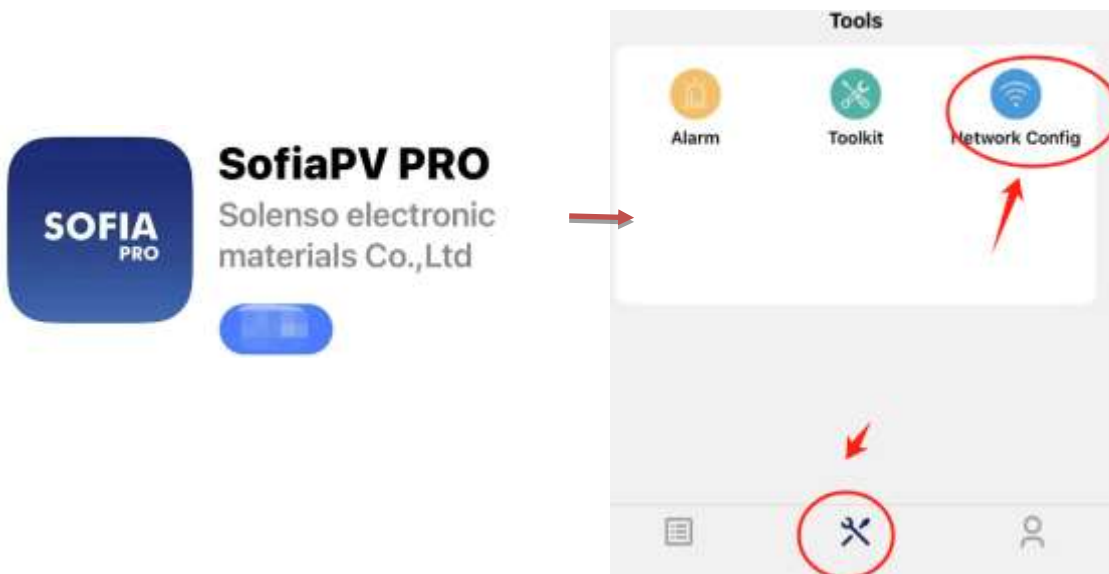 SOFIA
PRO
SofiaPV PRO
Solenso electronic
materials Co.,Ltd
Tools
Alarm
Toolkit
Network Config